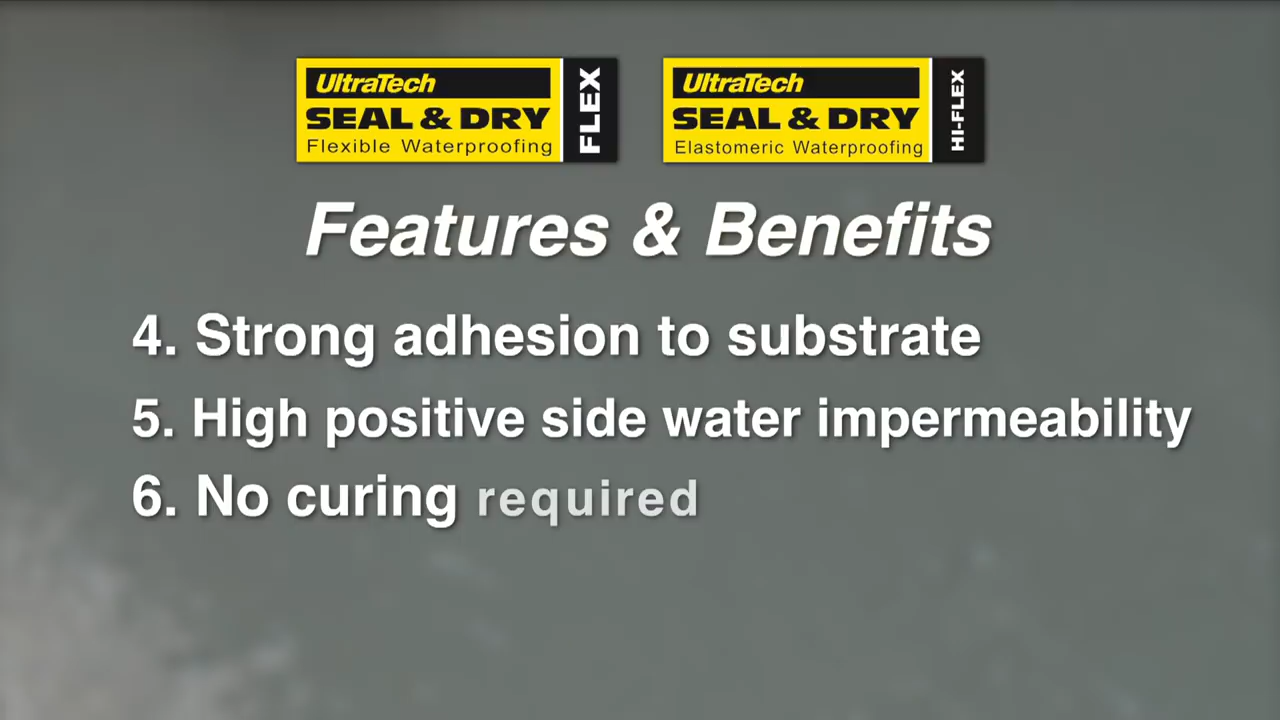 UltraTech
SEAL & DRY
Flexible Waterproofing
FLEX
UltraTech
SEAL & DRY
Elastomeric Waterproofing
HI-FLEX
Features & Benefits
4. Strong adhesion to substrate
5. High positive side water impermeability
6. No curing required